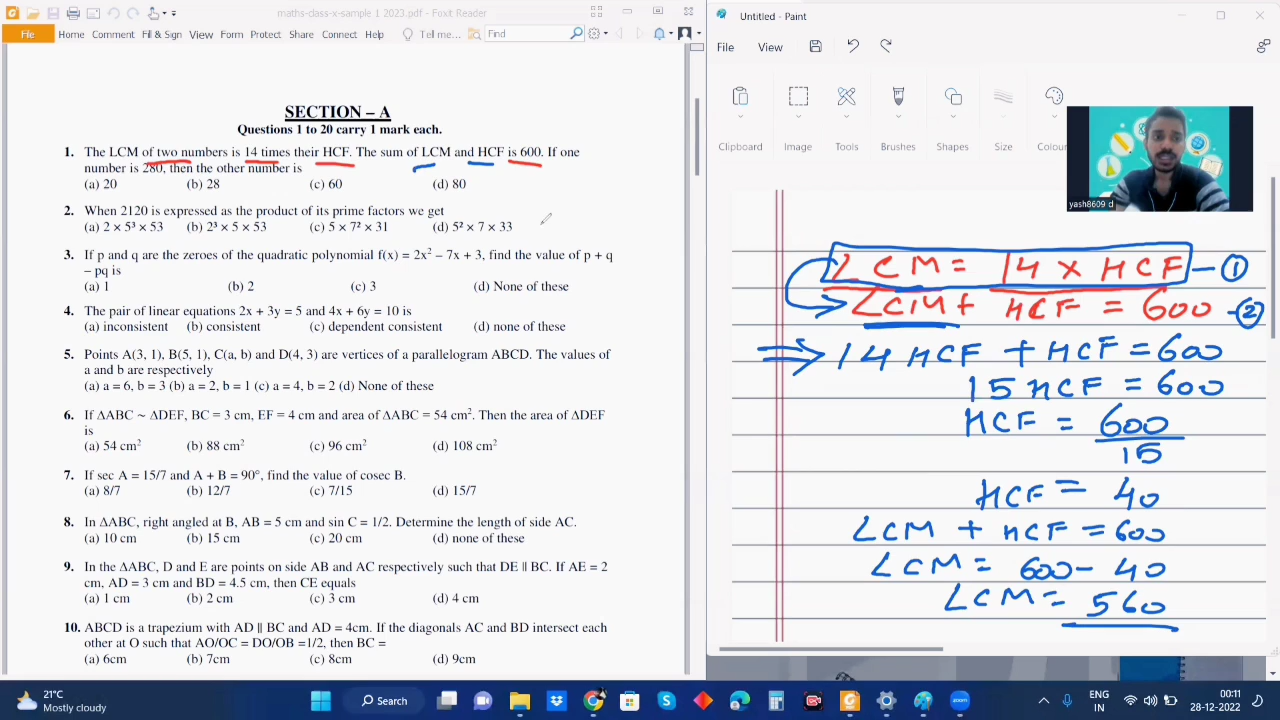 maths-class-x-sample 1 2023.pdf - Foxit Reader
File Home Comment Fill & Sign View Form Protect Share Connect Help Tell me... Find
SECTION – A
Questions 1 to 20 carry 1 mark each.
1. The LCM of two numbers is 14 times their HCF. The sum of LCM and HCF is 600. If one
number is 280, then the other number is
(a) 20 (b) 28 (c) 60 (d) 80
2. When 2120 is expressed as the product of its prime factors we get
(a) 2 × 5³ × 53 (b) 2³ × 5 × 53 (c) 5 × 7² × 31 (d) 5² × 7 × 33
3. If p and q are the zeroes of the quadratic polynomial f(x) = 2x² – 7x + 3, find the value of p + q
– pq is
(a) 1 (b) 2 (c) 3 (d) None of these
4. The pair of linear equations 2x + 3y = 5 and 4x + 6y = 10 is
(a) inconsistent (b) consistent (c) dependent consistent (d) none of these
5. Points A(3, 1), B(5, 1), C(a, b) and D(4, 3) are vertices of a parallelogram ABCD. The values of
a and b are respectively
(a) a = 6, b = 3 (b) a = 2, b = 1 (c) a = 4, b = 2 (d) None of these
6. If ΔABC ~ ΔDEF, BC = 3 cm, EF = 4 cm and area of ΔABC = 54 cm². Then the area of ΔDEF
is
(a) 54 cm² (b) 88 cm² (c) 96 cm² (d) 108 cm²
7. If sec A = 15/7 and A + B = 90°, find the value of cosec B.
(a) 8/7 (b) 12/7 (c) 7/15 (d) 15/7
8. In ΔABC, right angled at B, AB = 5 cm and sin C = 1/2. Determine the length of side AC.
(a) 10 cm (b) 15 cm (c) 20 cm (d) none of these
9. In the ΔABC, D and E are points on side AB and AC respectively such that DE || BC. If AE = 2
cm, AD = 3 cm and BD = 4.5 cm, then CE equals
(a) 1 cm (b) 2 cm (c) 3 cm (d) 4 cm
10. ABCD is a trapezium with AD || BC and AD = 4cm. If the diagonals AC and BD intersect each
other at O such that AO/OC = DO/OB =1/2, then BC =
(a) 6cm (b) 7cm (c) 8cm (d) 9cm
Untitled - Paint
File View
Clipboard Image Tools Brushes Shapes Size Colors
yash8609 d
LCM = 14 × HCF — ①
LCM + HCF = 600 - ②
⇒ 14 HCF + HCF = 600
15 HCF = 600
HCF = 600
15
HCF = 40
LCM + HCF = 600
LCM = 600 - 40
LCM = 560
21°C
Mostly cloudy
Search
ENG
IN
00:11
28-12-2022